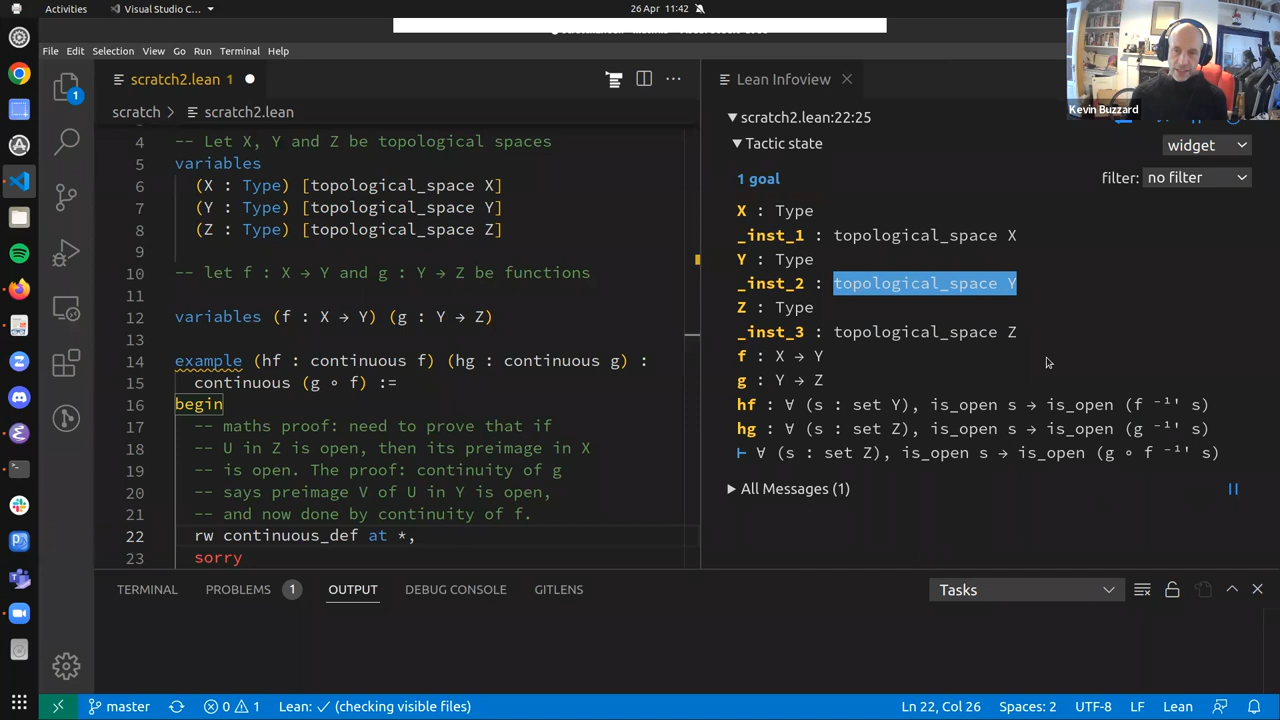 Activities
Visual Studio C...
26 Apr 11:42
File Edit Selection View Go Run Terminal Help
Kevin Buzzard
scratch2.lean 1
scratch > scratch2.lean
4 -- Let X, Y and Z be topological spaces
5 variables
6 (X : Type) [topological_space X]
7 (Y : Type) [topological_space Y]
8 (Z : Type) [topological_space Z]
9
10 -- let f : X → Y and g : Y → Z be functions
11
12 variables (f : X → Y) (g : Y → Z)
13
14 example (hf : continuous f) (hg : continuous g) :
15 continuous (g ∘ f) :=
16 begin
17 -- maths proof: need to prove that if
18 -- U in Z is open, then its preimage in X
19 -- is open. The proof: continuity of g
20 -- says preimage V of U in Y is open,
21 -- and now done by continuity of f.
22 rw continuous_def at *,
23 sorry
1
Lean Infoview
scratch2.lean:22:25
Tactic state
widget
1 goal
filter: no filter
X : Type
_inst_1 : topological_space X
Y : Type
_inst_2 : topological_space Y
Z : Type
_inst_3 : topological_space Z
f : X → Y
g : Y → Z
hf : ∀ (s : set Y), is_open s → is_open (f ⁻¹' s)
hg : ∀ (s : set Z), is_open s → is_open (g ⁻¹' s)
⊢ ∀ (s : set Z), is_open s → is_open (g ∘ f ⁻¹' s)
All Messages (1)
TERMINAL PROBLEMS 1 OUTPUT DEBUG CONSOLE GITLENS
Tasks
master
0 1
Lean: ✓ (checking visible files)
Ln 22, Col 26
Spaces: 2
UTF-8
LF
Lean